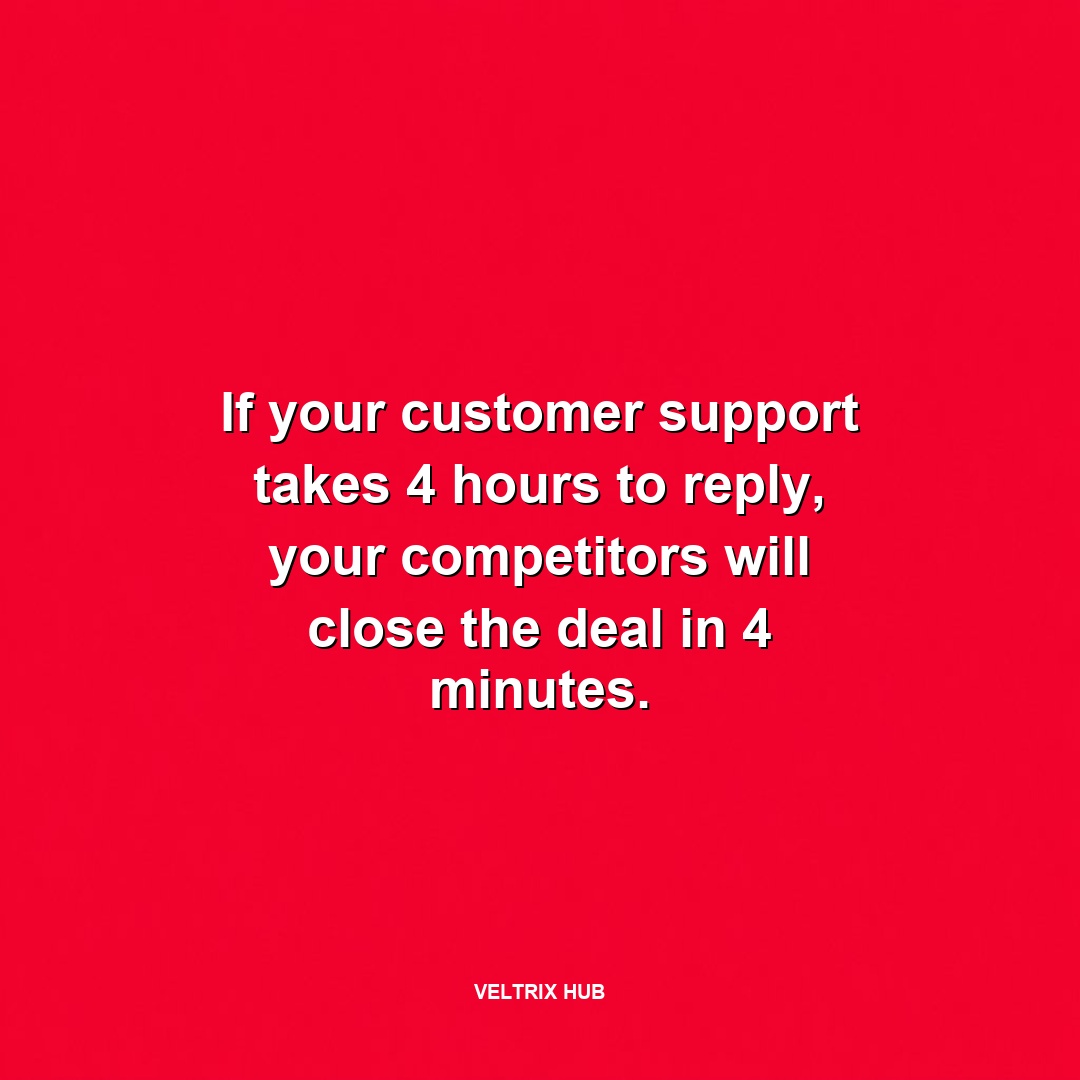 If your customer support
takes 4 hours to reply,
your competitors will
close the deal in 4
minutes.
VELTRIX HUB